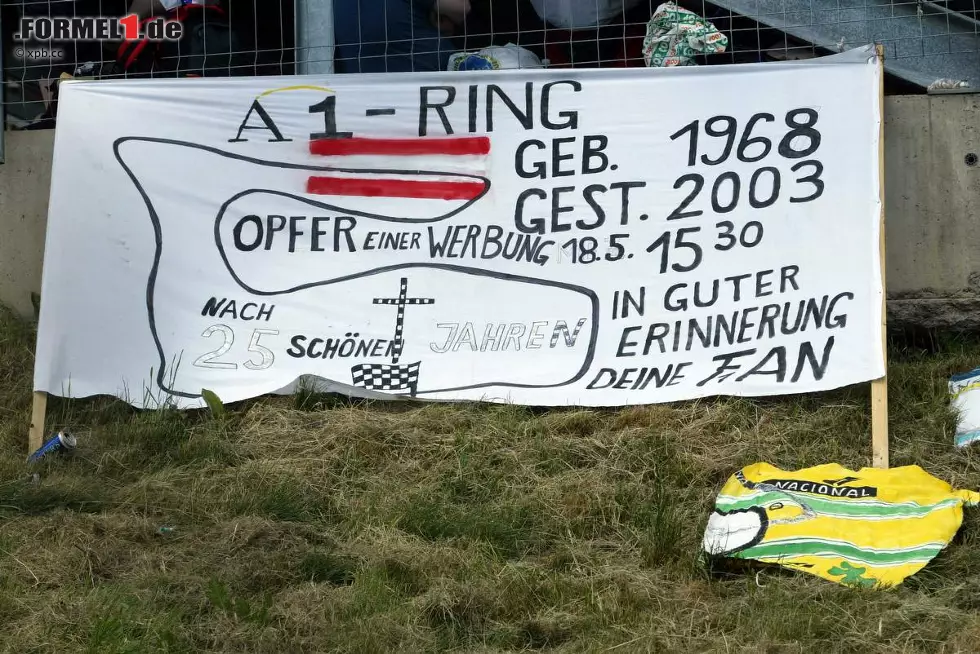 FORMEL1.de
© xpb.cc
A1-RING
GEB. 1968
GEST. 2003
OPFER EINER WERBUNG 18.5. 15 30
NACH
25 SCHÖNEN JAHREN
IN GUTER
ERINNERUNG
DEINE FAN
NACIONAL